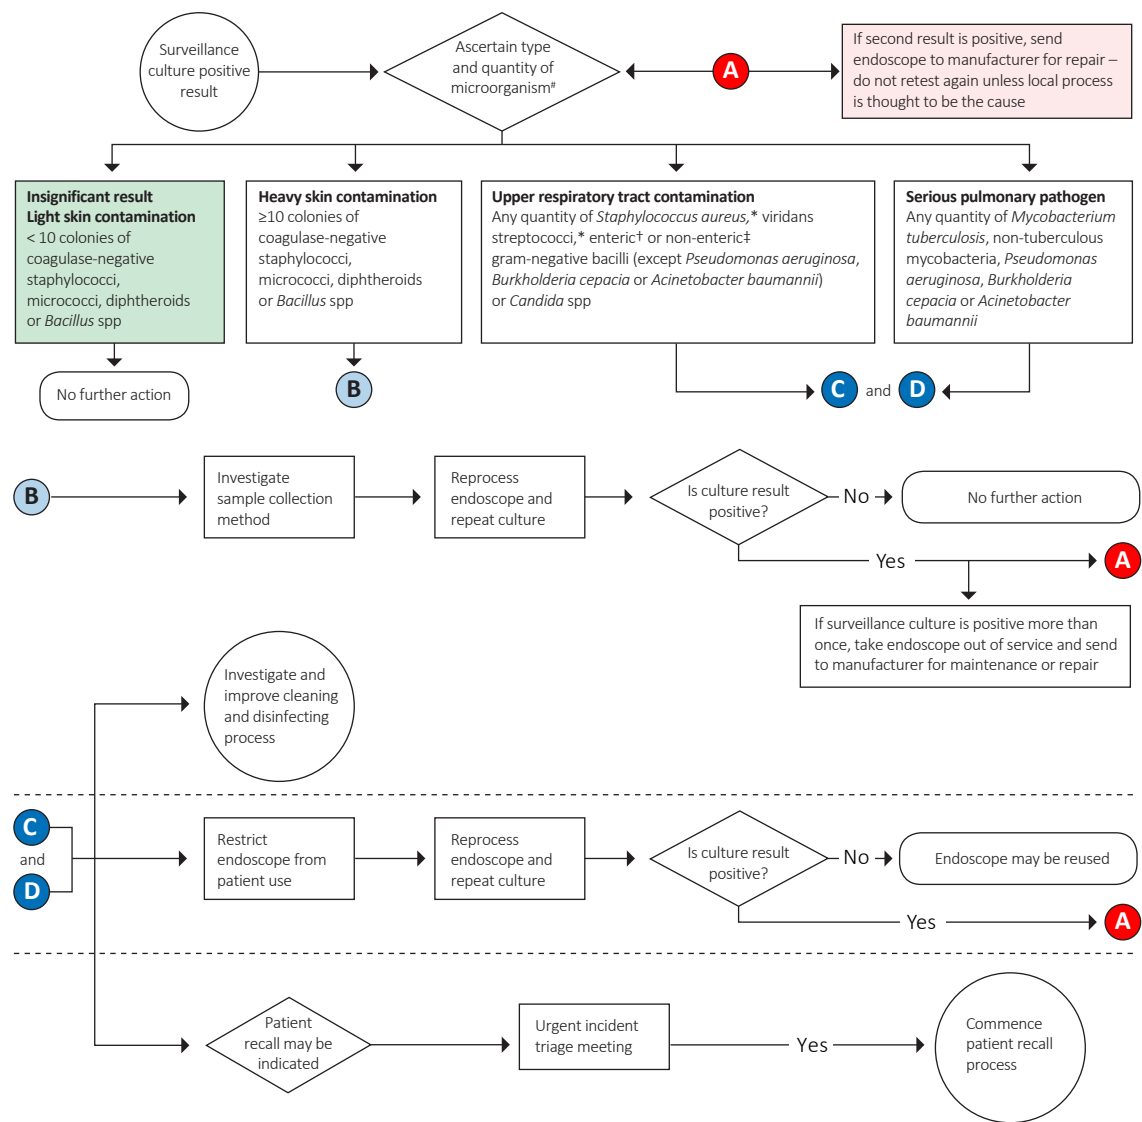 Surveillance
culture positive
result
Ascertain type
and quantity of
microorganism#
A
If second result is positive, send
endoscope to manufacturer for repair –
do not retest again unless local process
is thought to be the cause
Insignificant result
Light skin contamination
< 10 colonies of
coagulase-negative
staphylococci,
micrococci, diphtheroids
or Bacillus spp
Heavy skin contamination
≥10 colonies of
coagulase-negative
staphylococci,
micrococci, diphtheroids
or Bacillus spp
Upper respiratory tract contamination
Any quantity of Staphylococcus aureus,* viridans
streptococci,* enteric† or non-enteric‡
gram-negative bacilli (except Pseudomonas aeruginosa,
Burkholderia cepacia or Acinetobacter baumannii)
or Candida spp
Serious pulmonary pathogen
Any quantity of Mycobacterium
tuberculosis, non-tuberculous
mycobacteria, Pseudomonas
aeruginosa, Burkholderia
cepacia or Acinetobacter
baumannii
No further action
B
C and D
B
Investigate
sample collection
method
Reprocess
endoscope and
repeat culture
Is culture result
positive?
No
No further action
Yes
A
If surveillance culture is positive more than
once, take endoscope out of service and send
to manufacturer for maintenance or repair
Investigate and
improve cleaning
and disinfecting
process
C
and
D
Restrict
endoscope from
patient use
Reprocess
endoscope and
repeat culture
Is culture result
positive?
No
Endoscope may be reused
Yes
A
Patient
recall may be
indicated
Urgent incident
triage meeting
Yes
Commence
patient recall
process